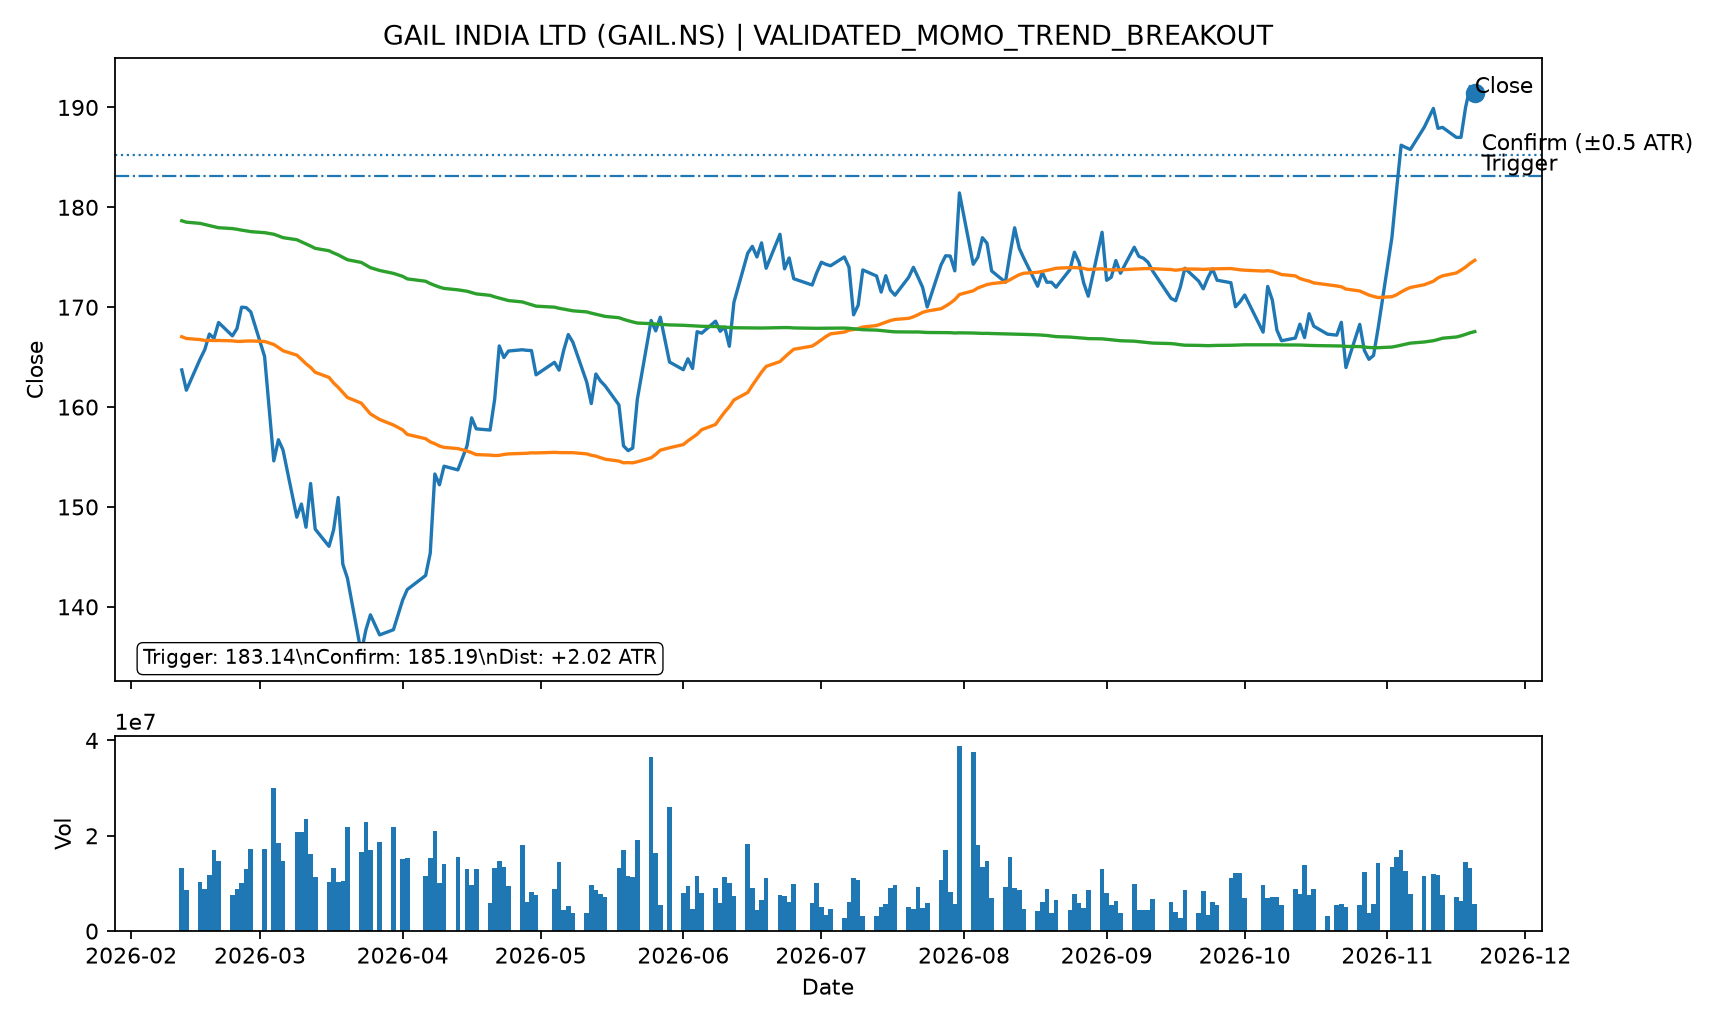 GAIL INDIA LTD (GAIL.NS) | VALIDATED_MOMO_TREND_BREAKOUT
Close
190
180
170
160
150
140
Close
Confirm (±0.5 ATR)
Trigger
Trigger: 183.14\nConfirm: 185.19\nDist: +2.02 ATR
1e7
Vol
4
2
0
2026-02 2026-03 2026-04 2026-05 2026-06 2026-07 2026-08 2026-09 2026-10 2026-11 2026-12
Date